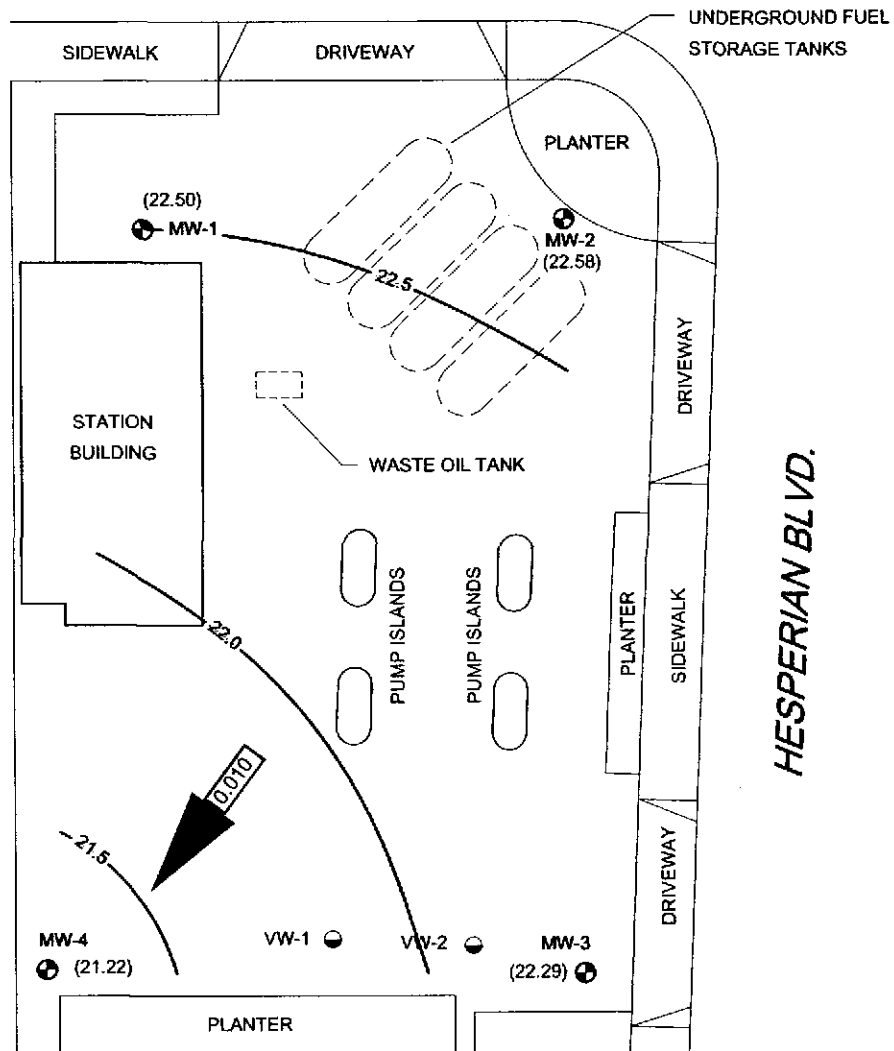 UNDERGROUND FUEL
STORAGE TANKS
SIDEWALK
DRIVEWAY
PLANTER
(22.50)
MW-1
MW-2
(22.58)
22.5
DRIVEWAY
STATION
BUILDING
WASTE OIL TANK
HESPERIAN BLVD.
PUMP ISLANDS
PUMP ISLANDS
PLANTER
SIDEWALK
22.0
0.010
21.5
DRIVEWAY
MW-4
(21.22)
VW-1
VW-2
MW-3
(22.29)
PLANTER